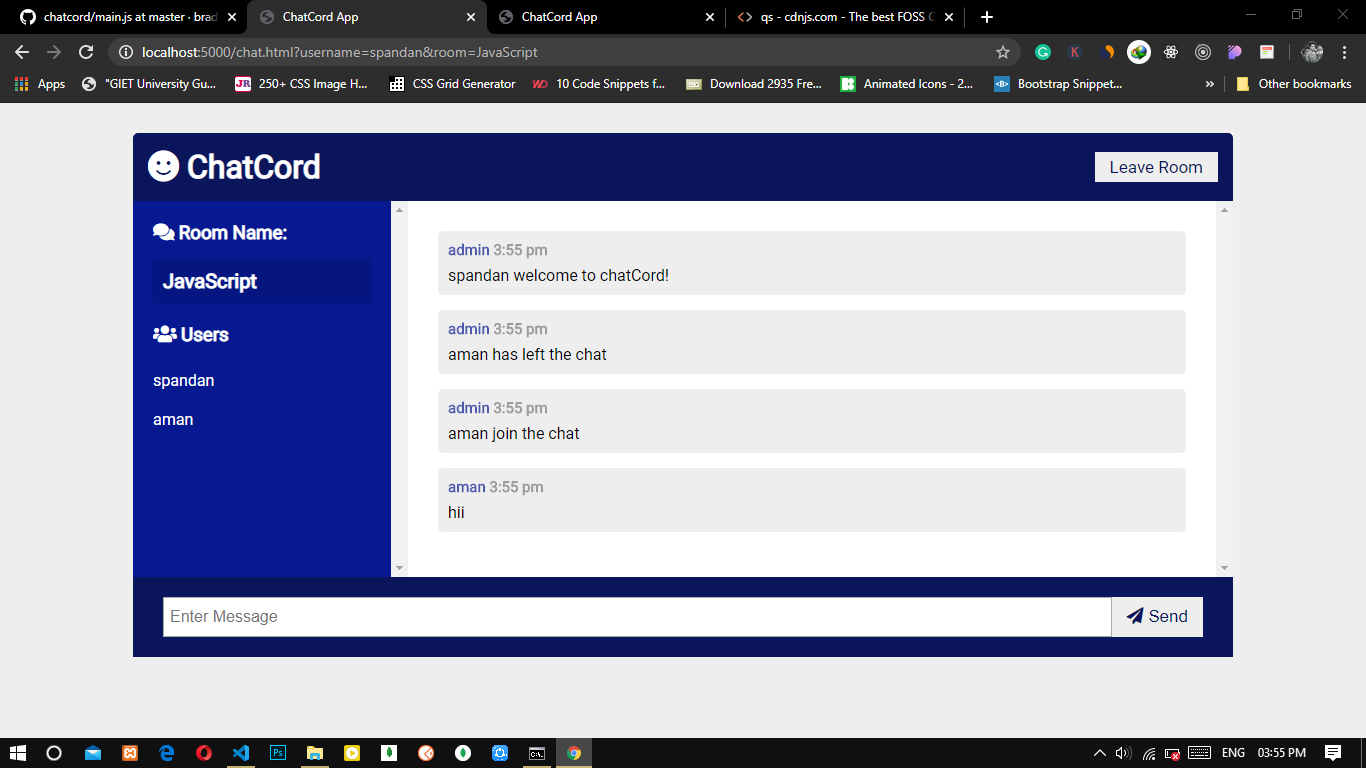 chatcord/main.js at master · brad
ChatCord App
ChatCord App
qs - cdnjs.com - The best FOSS C
localhost:5000/chat.html?username=spandan&room=JavaScript
Apps
"GIET University Gu...
JR
250+ CSS Image H...
CSS Grid Generator
10 Code Snippets f...
Download 2935 Fre...
Animated Icons - 2...
Bootstrap Snippet...
»
Other bookmarks
ChatCord
Leave Room
Room Name:
JavaScript
Users
spandan
aman
admin 3:55 pm
spandan welcome to chatCord!
admin 3:55 pm
aman has left the chat
admin 3:55 pm
aman join the chat
aman 3:55 pm
hii
Enter Message
Send
Ps
ENG
03:55 PM